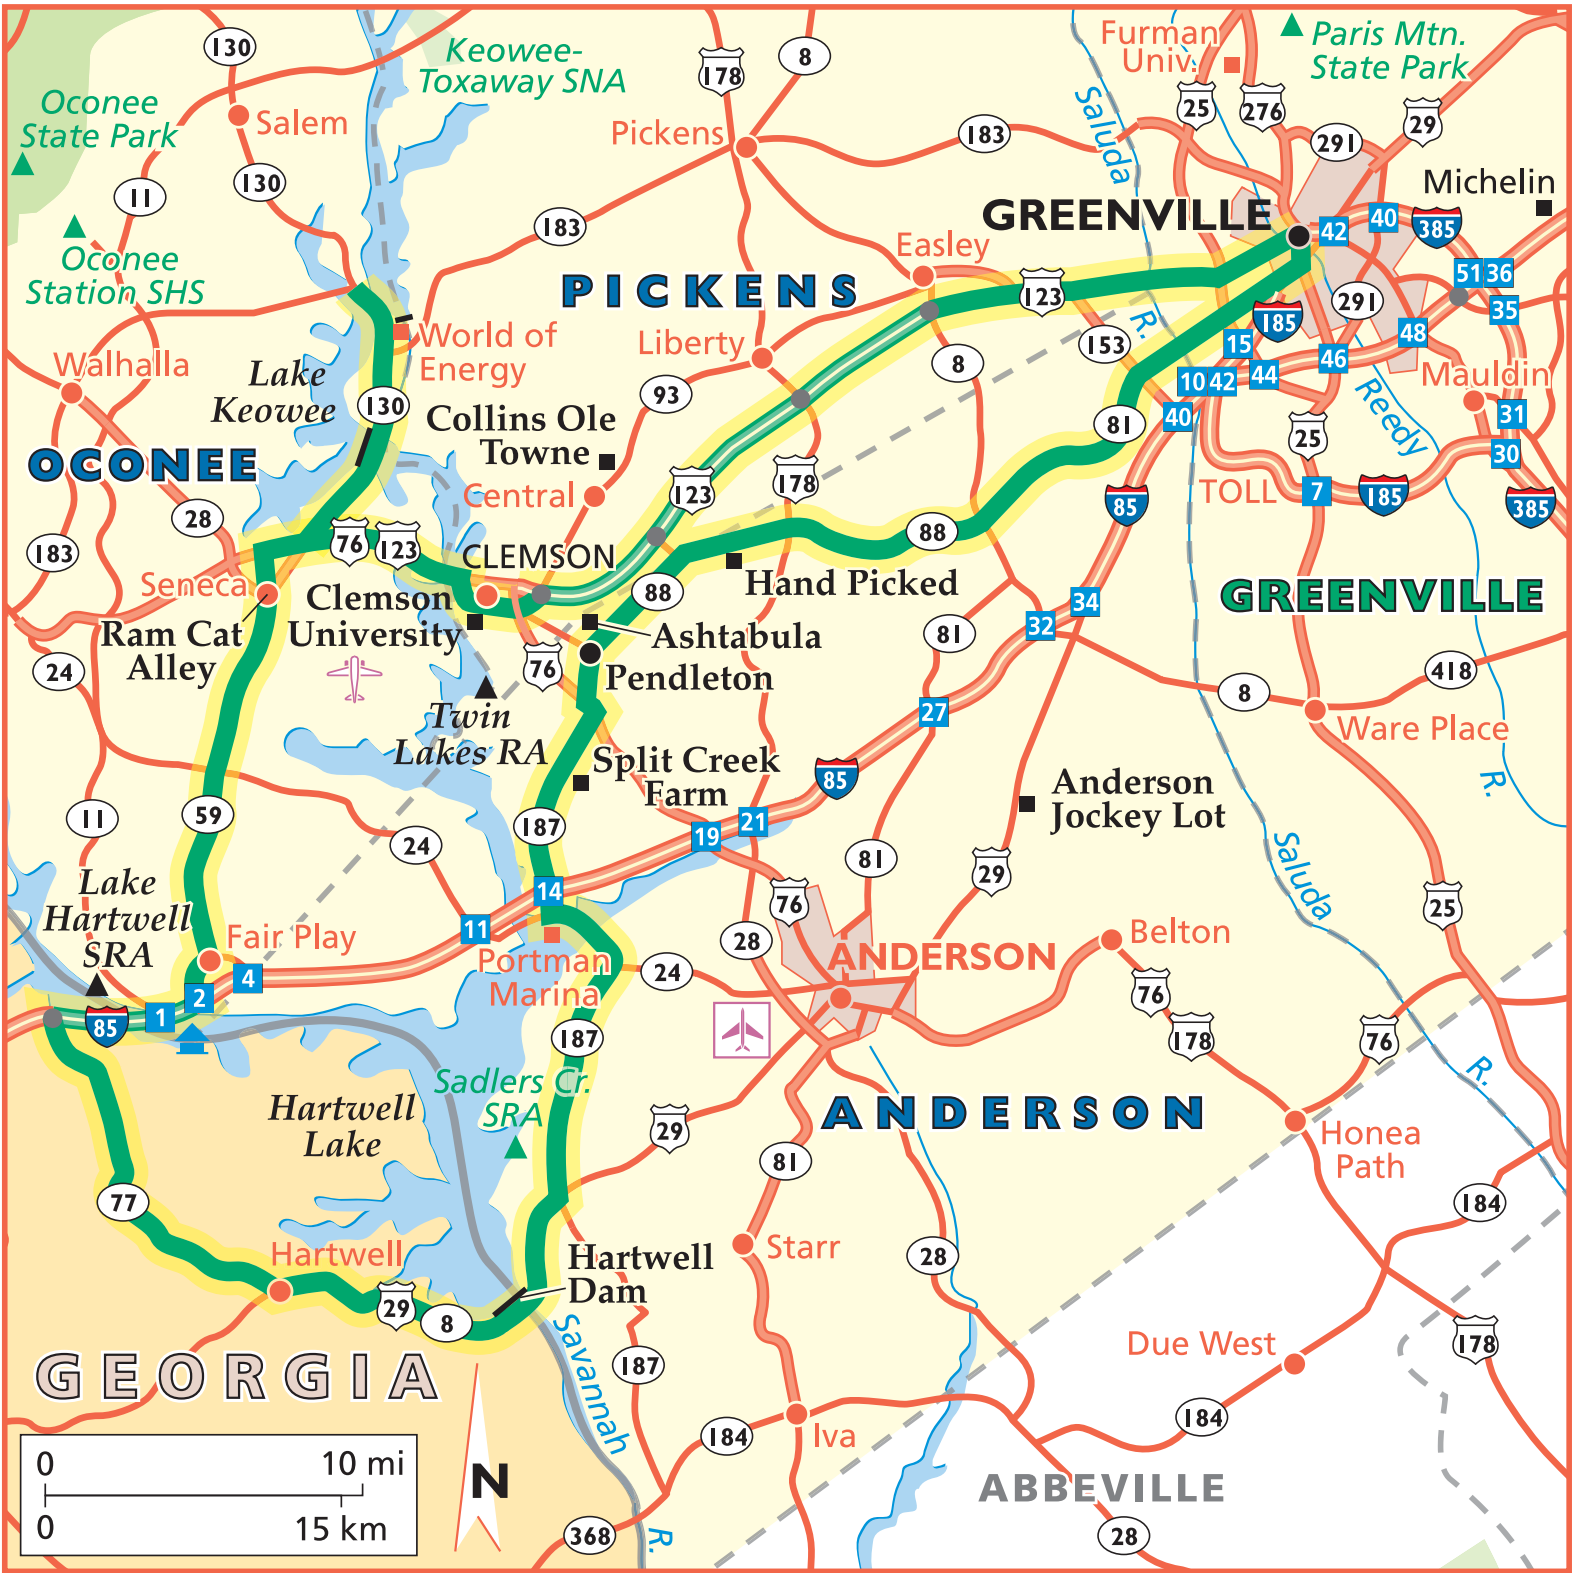 130
Keowee-
Toxaway SNA
178
8
Furman
Univ.
Paris Mtn.
State Park
Oconee
State Park
Salem
Pickens
183
Saluda
25
276
291
29
130
11
183
Michelin
GREENVILLE
42
40
385
Oconee
Station SHS
Easley
PICKENS
123
R.
185
291
51
36
35
World of
Energy
Liberty
8
153
15
46
48
Walhalla
Lake
Keowee
130
93
10
42
44
Mauldin
Collins Ole
Towne
81
40
25
Reedy
31
30
OCONEE
Central
123
178
85
TOLL
7
185
385
28
183
76
123
CLEMSON
88
Seneca
Clemson
University
88
Hand Picked
34
GREENVILLE
Ram Cat
Alley
Ashtabula
81
32
24
76
Pendleton
8
418
Twin
Lakes RA
27
Ware Place
Split Creek
Farm
85
Anderson
Jockey Lot
R.
59
11
24
187
19
21
81
29
Saluda
Lake
Hartwell
SRA
14
76
25
Fair Play
11
28
ANDERSON
Belton
Portman
Marina
24
4
2
1
85
76
187
178
76
Sadlers Cr.
SRA
R.
Hartwell
Lake
ANDERSON
29
Honea
Path
81
77
184
Hartwell
Hartwell
Dam
Starr
28
29
8
Savannah
Due West
178
GEORGIA
187
184
184
Iva
0
10 mi
0
15 km
N
ABBEVILLE
368
R.
28